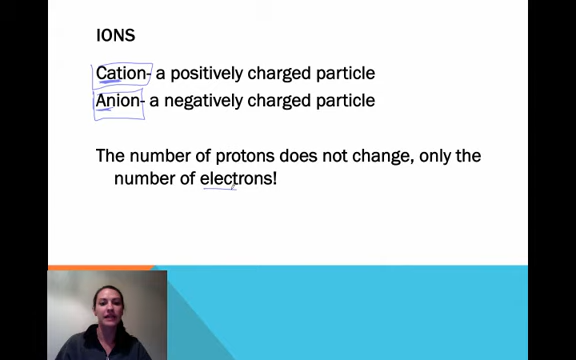 IONS
Cation- a positively charged particle
Anion- a negatively charged particle
The number of protons does not change, only the
number of electrons!